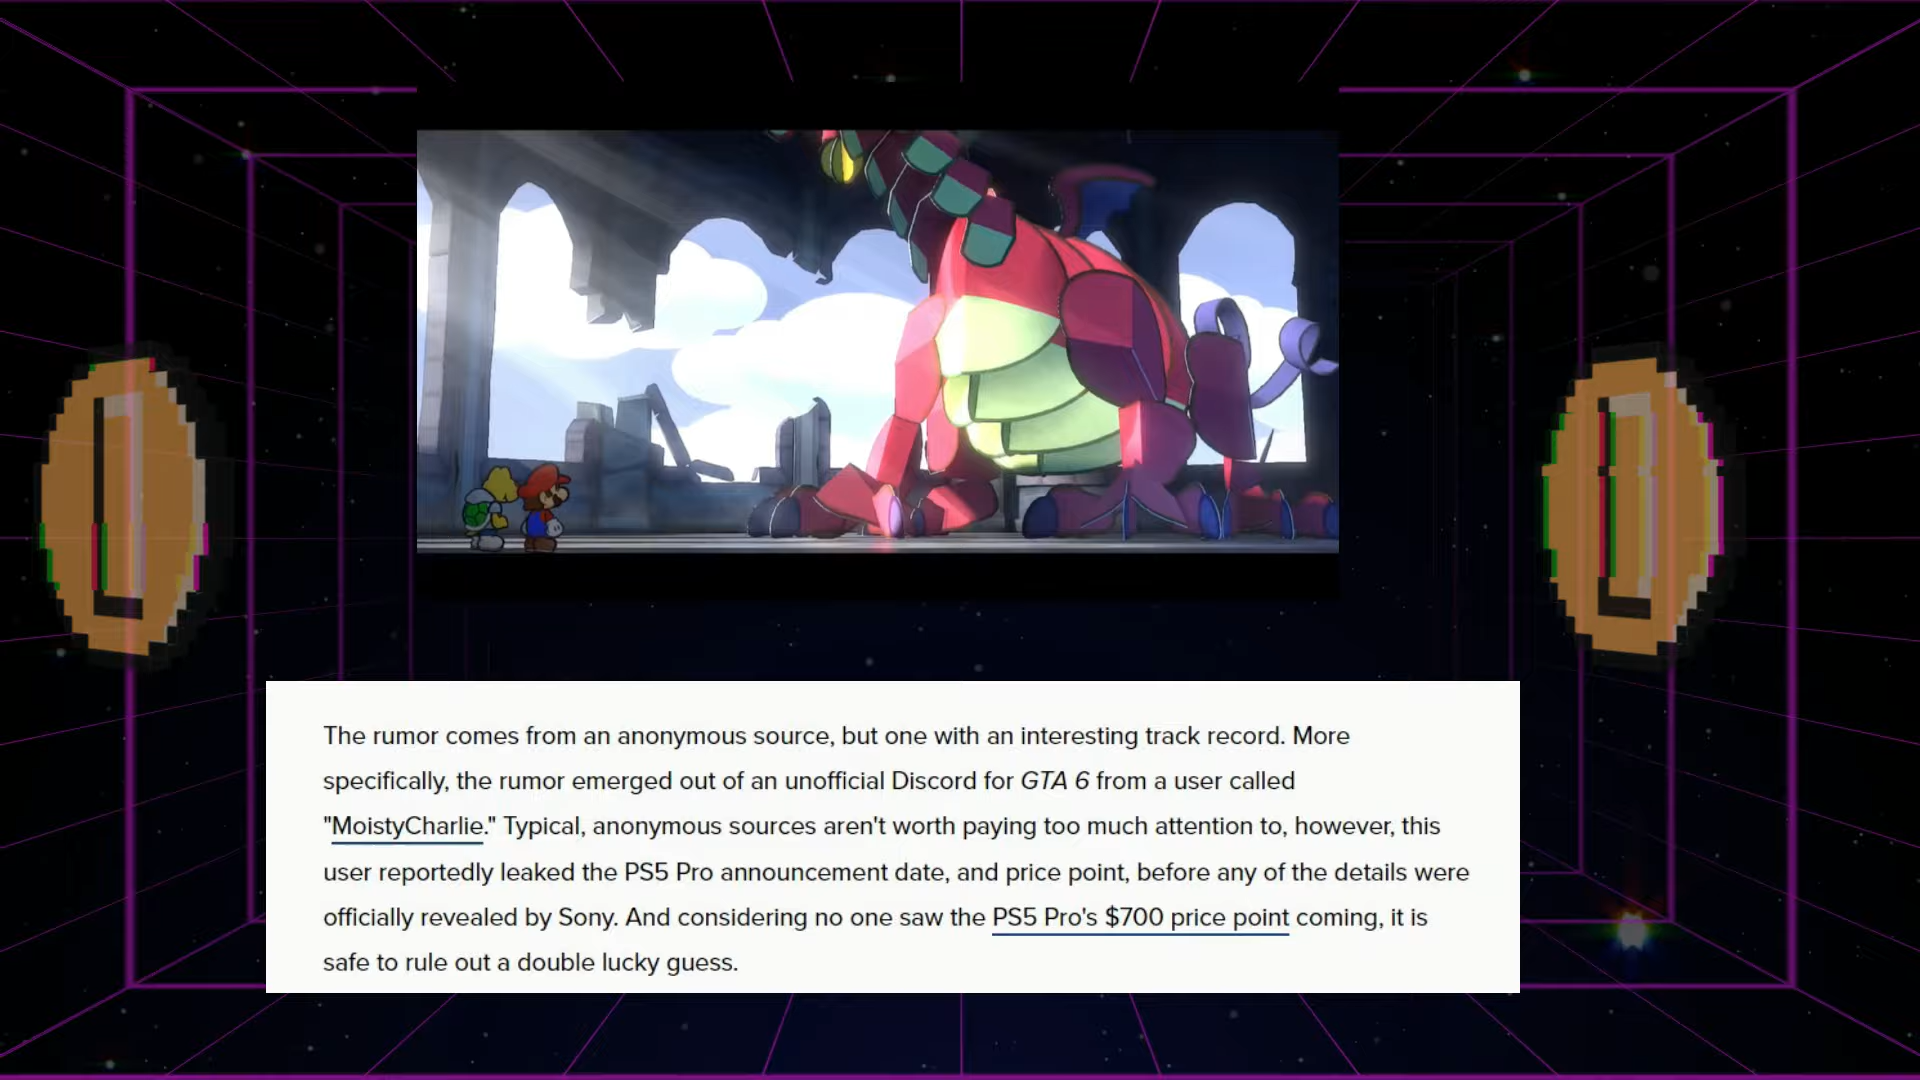 The rumor comes from an anonymous source, but one with an interesting track record. More
specifically, the rumor emerged out of an unofficial Discord for GTA 6 from a user called
"MoistyCharlie." Typical, anonymous sources aren't worth paying too much attention to, however, this
user reportedly leaked the PS5 Pro announcement date, and price point, before any of the details were
officially revealed by Sony. And considering no one saw the PS5 Pro's $700 price point coming, it is
safe to rule out a double lucky guess.